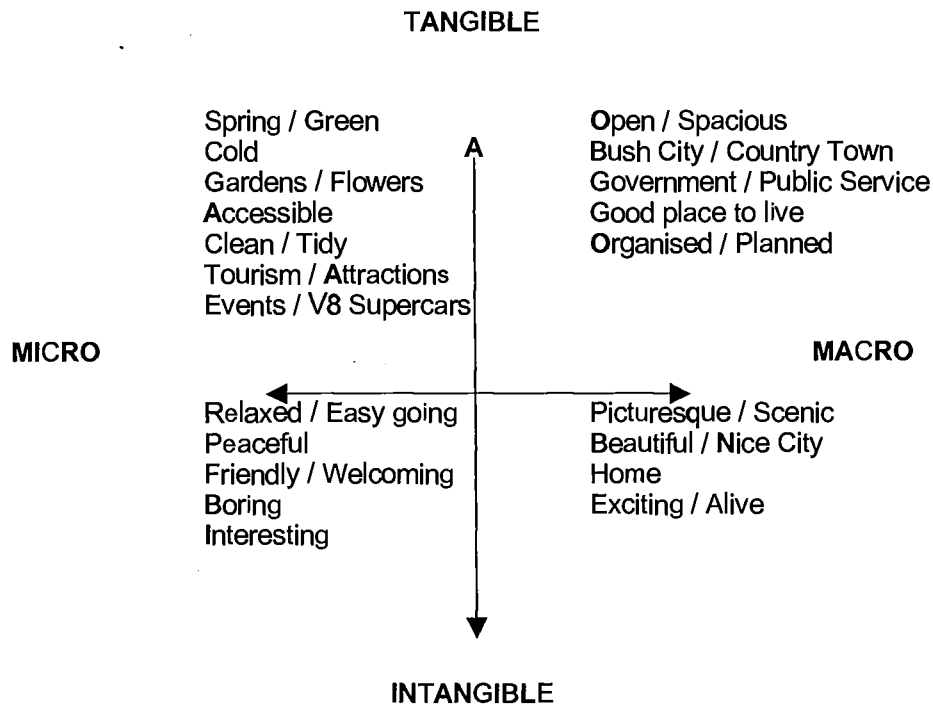 TANGIBLE
Spring / Green
Cold
Gardens / Flowers
Accessible
Clean / Tidy
Tourism / Attractions
Events / V8 Supercars
A
Open / Spacious
Bush City / Country Town
Government / Public Service
Good place to live
Organised / Planned
MICRO
MACRO
Relaxed / Easy going
Peaceful
Friendly / Welcoming
Boring
Interesting
Picturesque / Scenic
Beautiful / Nice City
Home
Exciting / Alive
INTANGIBLE